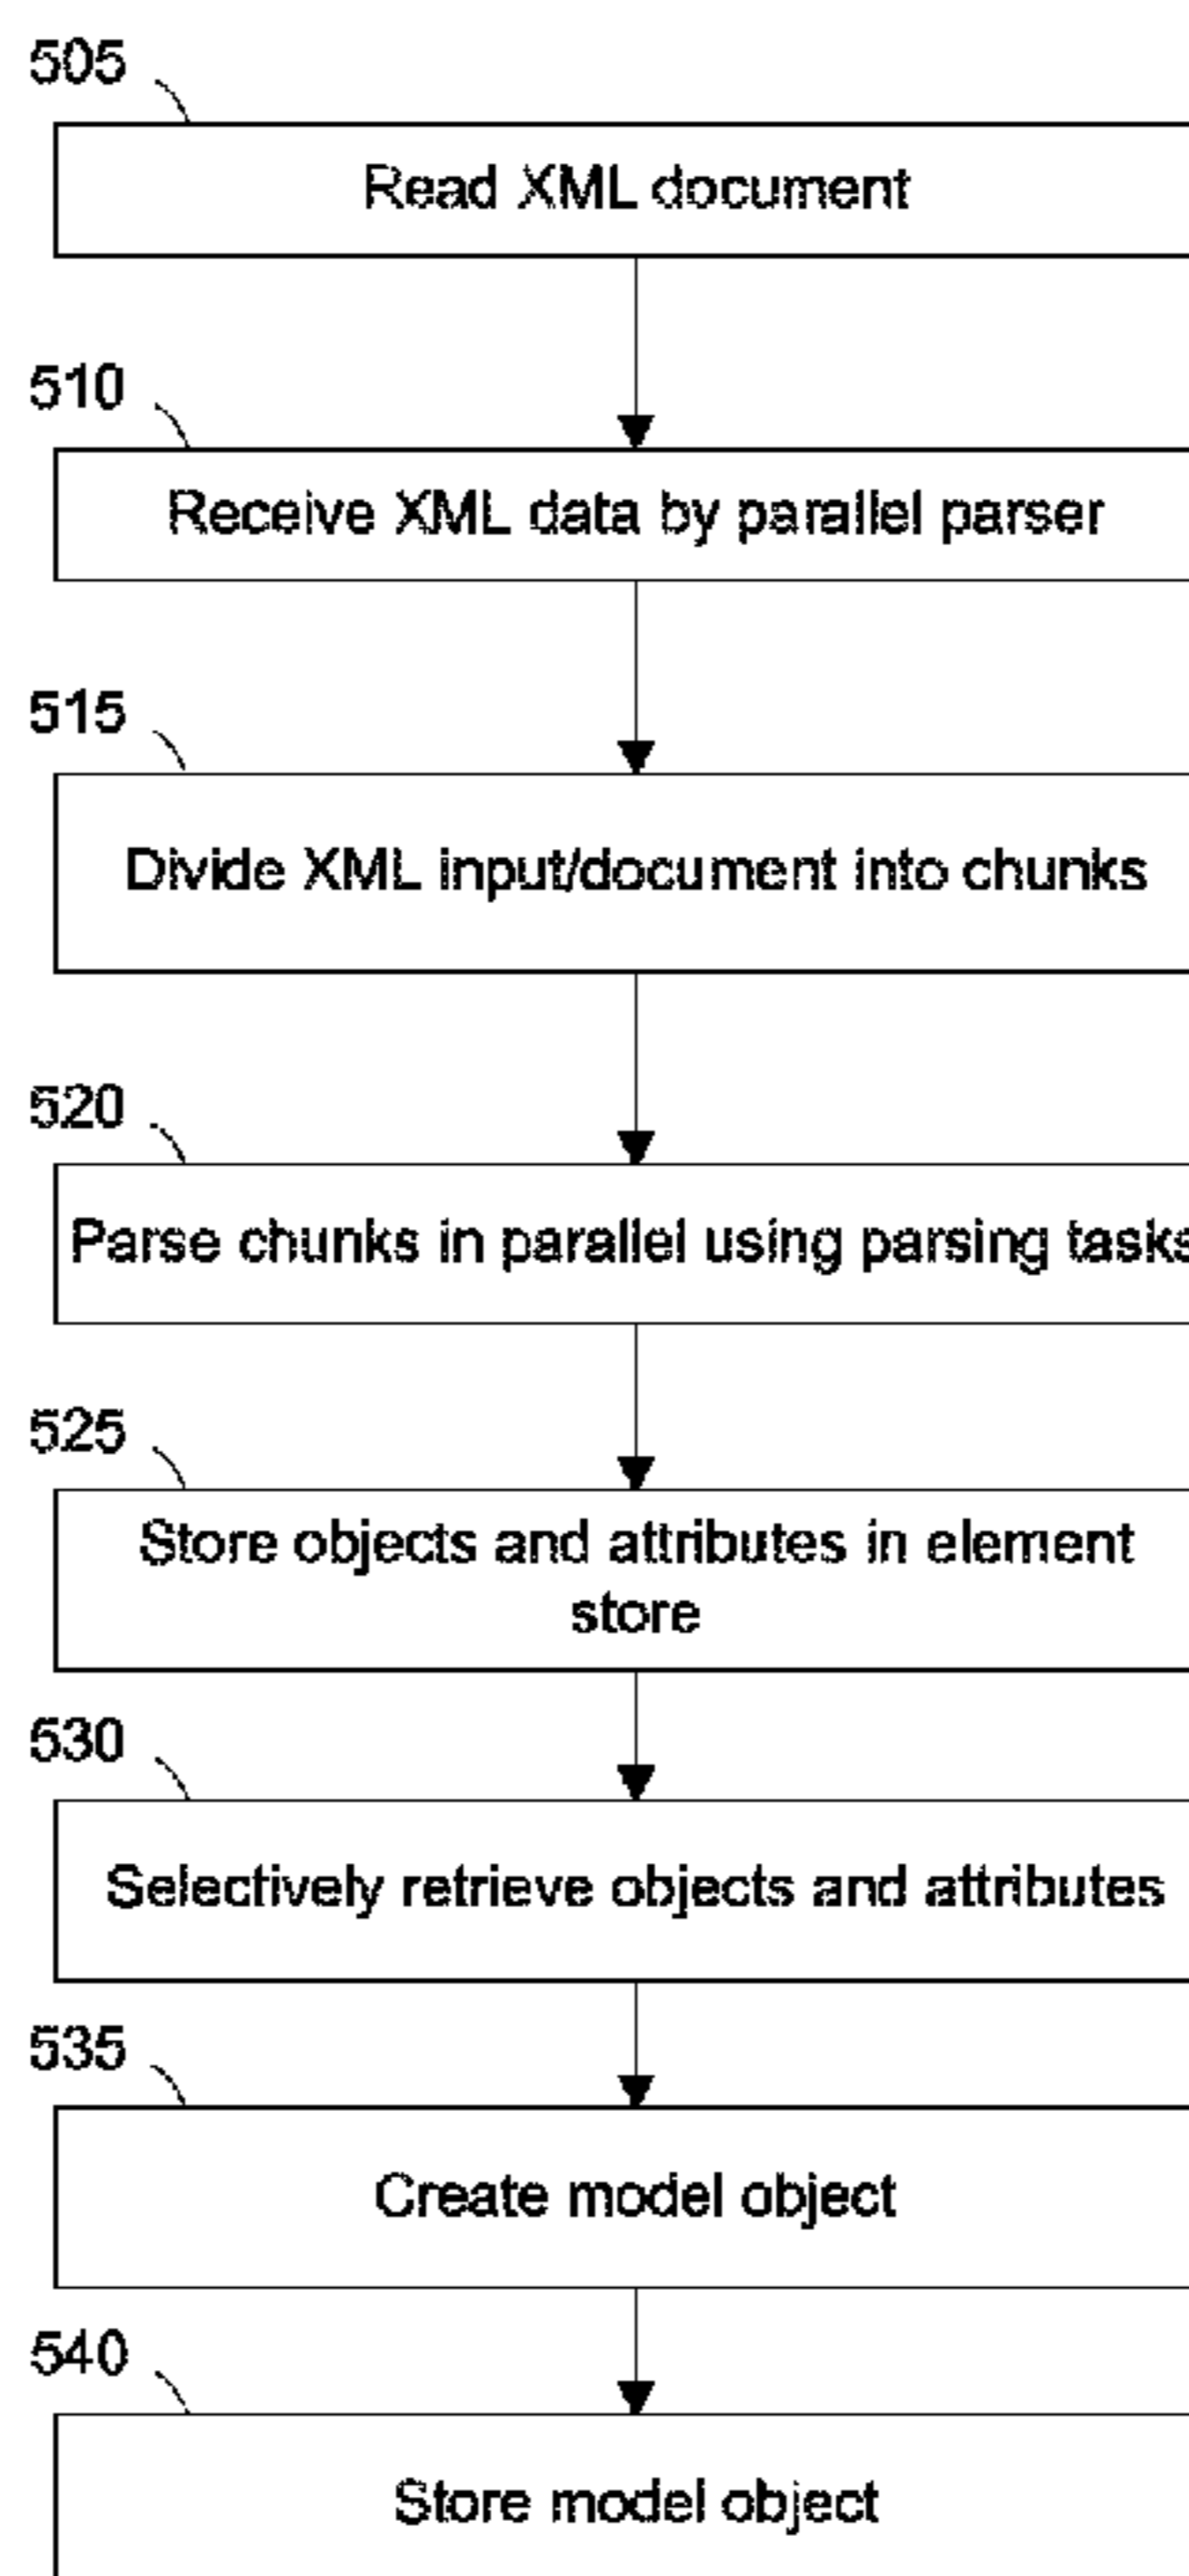 505
Read XML document
510
Receive XML data by parallel parser
515
Divide XML input/document into chunks
520
Parse chunks in parallel using parsing tasks
525
Store objects and attributes in element
store
530
Selectively retrieve objects and attributes
535
Create model object
540
Store model object